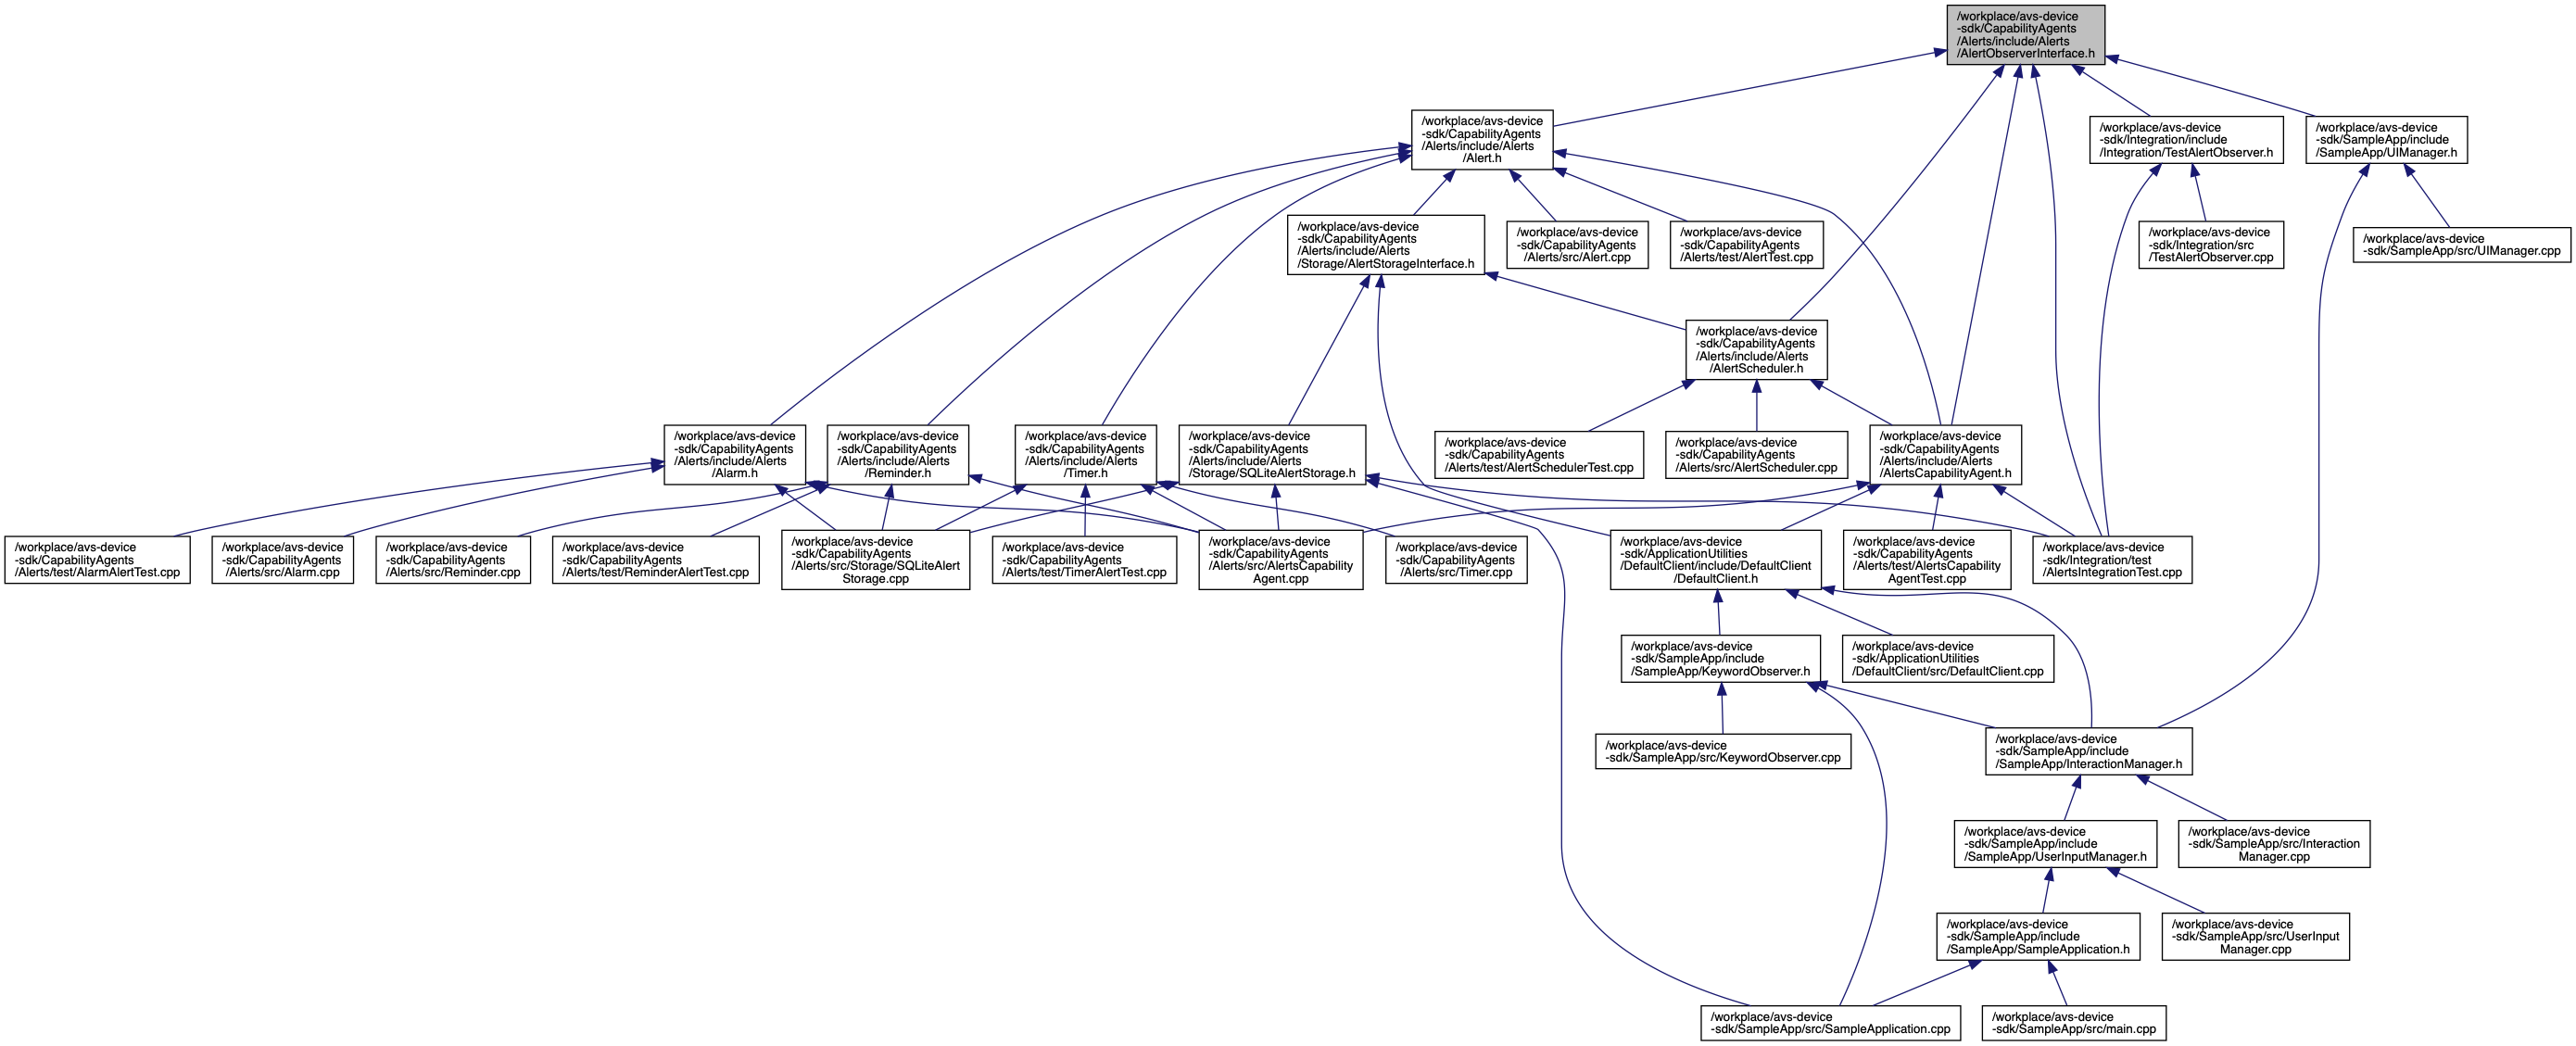 /workplace/avs-device
-sdk/CapabilityAgents
/Alerts/include/Alerts
/AlertObserverInterface.h
/workplace/avs-device
-sdk/CapabilityAgents
/Alerts/include/Alerts
/Alert.h
/workplace/avs-device
-sdk/Integration/include
/Integration/TestAlertObserver.h
/workplace/avs-device
-sdk/SampleApp/include
/SampleApp/UIManager.h
/workplace/avs-device
-sdk/CapabilityAgents
/Alerts/include/Alerts
/Storage/AlertStorageInterface.h
/workplace/avs-device
-sdk/CapabilityAgents
/Alerts/src/Alert.cpp
/workplace/avs-device
-sdk/CapabilityAgents
/Alerts/test/AlertTest.cpp
/workplace/avs-device
-sdk/Integration/src
/TestAlertObserver.cpp
/workplace/avs-device
-sdk/SampleApp/src/UIManager.cpp
/workplace/avs-device
-sdk/CapabilityAgents
/Alerts/include/Alerts
/AlertScheduler.h
/workplace/avs-device
-sdk/CapabilityAgents
/Alerts/include/Alerts
/Alarm.h
/workplace/avs-device
-sdk/CapabilityAgents
/Alerts/include/Alerts
/Reminder.h
/workplace/avs-device
-sdk/CapabilityAgents
/Alerts/include/Alerts
/Timer.h
/workplace/avs-device
-sdk/CapabilityAgents
/Alerts/include/Alerts
/Storage/SQLiteAlertStorage.h
/workplace/avs-device
-sdk/CapabilityAgents
/Alerts/test/AlertSchedulerTest.cpp
/workplace/avs-device
-sdk/CapabilityAgents
/Alerts/src/AlertScheduler.cpp
/workplace/avs-device
-sdk/CapabilityAgents
/Alerts/include/Alerts
/AlertsCapabilityAgent.h
/workplace/avs-device
-sdk/CapabilityAgents
/Alerts/test/AlarmAlertTest.cpp
/workplace/avs-device
-sdk/CapabilityAgents
/Alerts/src/Alarm.cpp
/workplace/avs-device
-sdk/CapabilityAgents
/Alerts/src/Reminder.cpp
/workplace/avs-device
-sdk/CapabilityAgents
/Alerts/test/ReminderAlertTest.cpp
/workplace/avs-device
-sdk/CapabilityAgents
/Alerts/src/Storage/SQLiteAlert
Storage.cpp
/workplace/avs-device
-sdk/CapabilityAgents
/Alerts/test/TimerAlertTest.cpp
/workplace/avs-device
-sdk/CapabilityAgents
/Alerts/src/AlertsCapability
Agent.cpp
/workplace/avs-device
-sdk/CapabilityAgents
/Alerts/src/Timer.cpp
/workplace/avs-device
-sdk/ApplicationUtilities
/DefaultClient/include/DefaultClient
/DefaultClient.h
/workplace/avs-device
-sdk/CapabilityAgents
/Alerts/test/AlertsCapability
AgentTest.cpp
/workplace/avs-device
-sdk/Integration/test
/AlertsIntegrationTest.cpp
/workplace/avs-device
-sdk/SampleApp/include
/SampleApp/KeywordObserver.h
/workplace/avs-device
-sdk/ApplicationUtilities
/DefaultClient/src/DefaultClient.cpp
/workplace/avs-device
-sdk/SampleApp/src/KeywordObserver.cpp
/workplace/avs-device
-sdk/SampleApp/include
/SampleApp/InteractionManager.h
/workplace/avs-device
-sdk/SampleApp/include
/SampleApp/UserInputManager.h
/workplace/avs-device
-sdk/SampleApp/src/Interaction
Manager.cpp
/workplace/avs-device
-sdk/SampleApp/include
/SampleApp/SampleApplication.h
/workplace/avs-device
-sdk/SampleApp/src/UserInput
Manager.cpp
/workplace/avs-device
-sdk/SampleApp/src/SampleApplication.cpp
/workplace/avs-device
-sdk/SampleApp/src/main.cpp